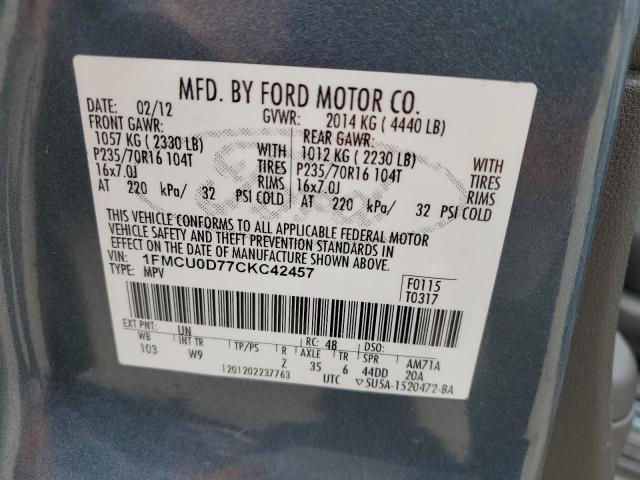 MFD. BY FORD MOTOR CO.
DATE: 02/12 GVWR: 2014 KG ( 4440 LB)
FRONT GAWR: REAR GAWR:
1057 KG ( 2330 LB) WITH 1012 KG ( 2230 LB) WITH
P235/70R16 104T TIRES P235/70R16 104T TIRES
16x7.0J RIMS 16x7.0J RIMS
AT 220 kPa/ 32 PSI COLD AT 220 kPa/ 32 PSI COLD
THIS VEHICLE CONFORMS TO ALL APPLICABLE FEDERAL MOTOR
VEHICLE SAFETY AND THEFT PREVENTION STANDARDS IN
EFFECT ON THE DATE OF MANUFACTURE SHOWN ABOVE.
VIN: 1FMCU0D77CKC42457
TYPE: MPV
F0115
T0317
EXT PNT: UN RC: 48 DSO:
WB INT TR TP/PS R AXLE TR SPR AM71A
103 W9 Z 35 6 44DD 20A
1201202237763 UTC ▽5U5A-1520472-BA